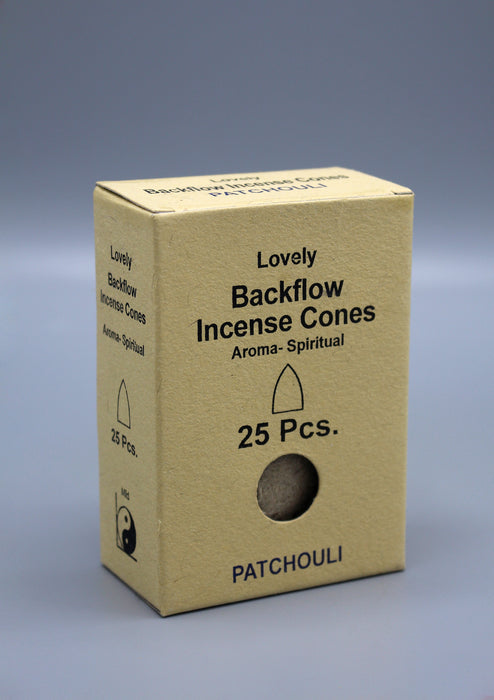 Lovely
Backflow Incense Cones
PATCHOULI
Lovely
Backflow
Incense Cones
Aroma- Spiritual
25 Pcs.
Mild
Lovely
Backflow
Incense Cones
Aroma- Spiritual
25 Pcs.
PATCHOULI